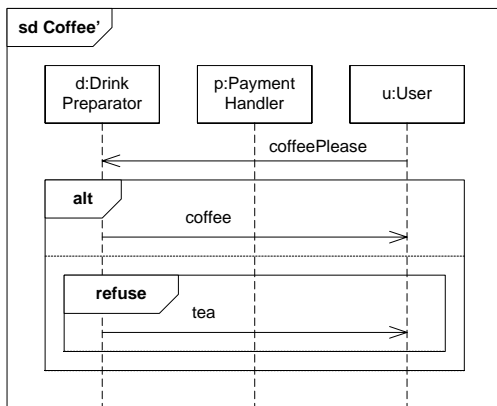 sd Coffee’
d:Drink
Preparator
p:Payment
Handler
u:User
coffeePlease
alt
coffee
refuse
tea